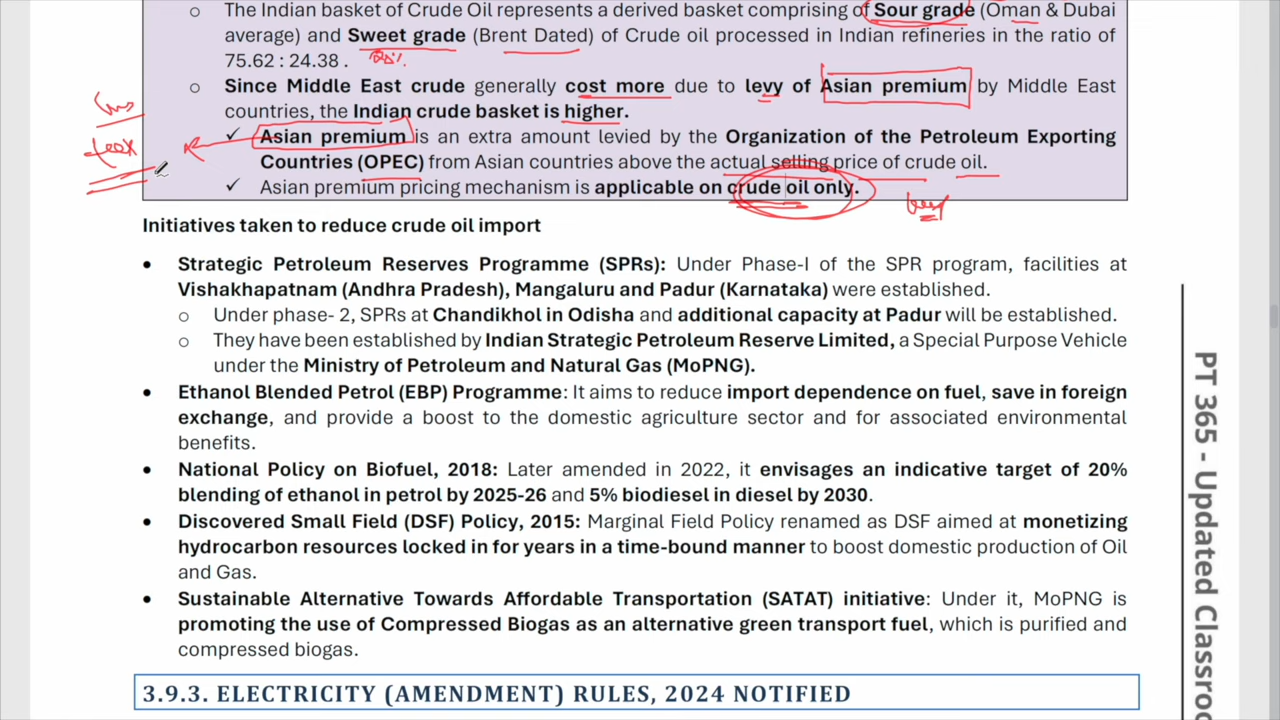 The Indian basket of Crude Oil represents a derived basket comprising of Sour grade (Oman & Dubai
average) and Sweet grade (Brent Dated) of Crude oil processed in Indian refineries in the ratio of
75.62 : 24.38 .
Since Middle East crude generally cost more due to levy of Asian premium by Middle East
countries, the Indian crude basket is higher.
Asian premium is an extra amount levied by the Organization of the Petroleum Exporting
Countries (OPEC) from Asian countries above the actual selling price of crude oil.
Asian premium pricing mechanism is applicable on crude oil only.
Initiatives taken to reduce crude oil import
Strategic Petroleum Reserves Programme (SPRs): Under Phase-I of the SPR program, facilities at
Vishakhapatnam (Andhra Pradesh), Mangaluru and Padur (Karnataka) were established.
Under phase- 2, SPRs at Chandikhol in Odisha and additional capacity at Padur will be established.
They have been established by Indian Strategic Petroleum Reserve Limited, a Special Purpose Vehicle
under the Ministry of Petroleum and Natural Gas (MoPNG).
Ethanol Blended Petrol (EBP) Programme: It aims to reduce import dependence on fuel, save in foreign
exchange, and provide a boost to the domestic agriculture sector and for associated environmental
benefits.
National Policy on Biofuel, 2018: Later amended in 2022, it envisages an indicative target of 20%
blending of ethanol in petrol by 2025-26 and 5% biodiesel in diesel by 2030.
Discovered Small Field (DSF) Policy, 2015: Marginal Field Policy renamed as DSF aimed at monetizing
hydrocarbon resources locked in for years in a time-bound manner to boost domestic production of Oil
and Gas.
Sustainable Alternative Towards Affordable Transportation (SATAT) initiative: Under it, MoPNG is
promoting the use of Compressed Biogas as an alternative green transport fuel, which is purified and
compressed biogas.
3.9.3. ELECTRICITY (AMENDMENT) RULES, 2024 NOTIFIED
PT 365 - Updated Classroo